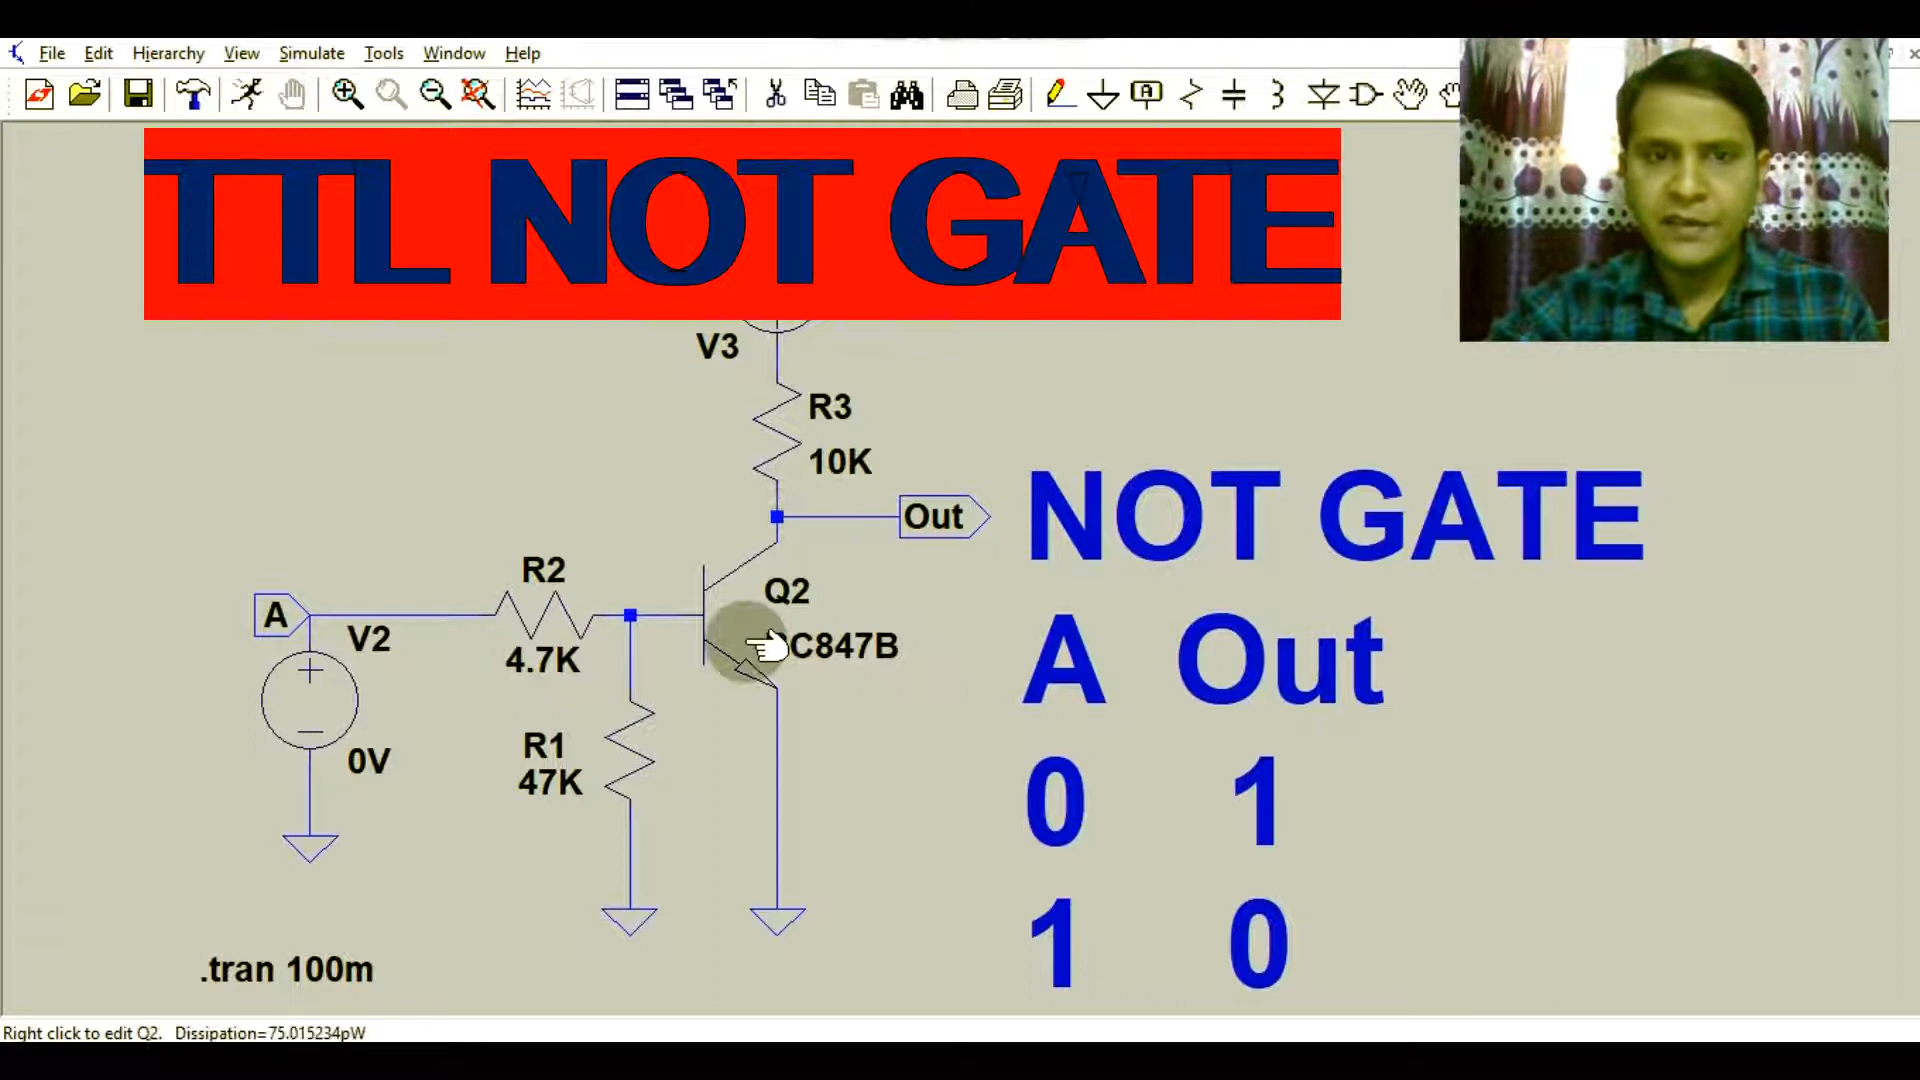 File Edit Hierarchy View Simulate Tools Window Help
TTL NOT GATE
V3
R3
10K
Out
NOT GATE
R2
Q2
A
V2
4.7K
C847B
A Out
R1
47K
0V
0 1
1 0
.tran 100m
Right click to edit Q2. Dissipation=75.015234pW